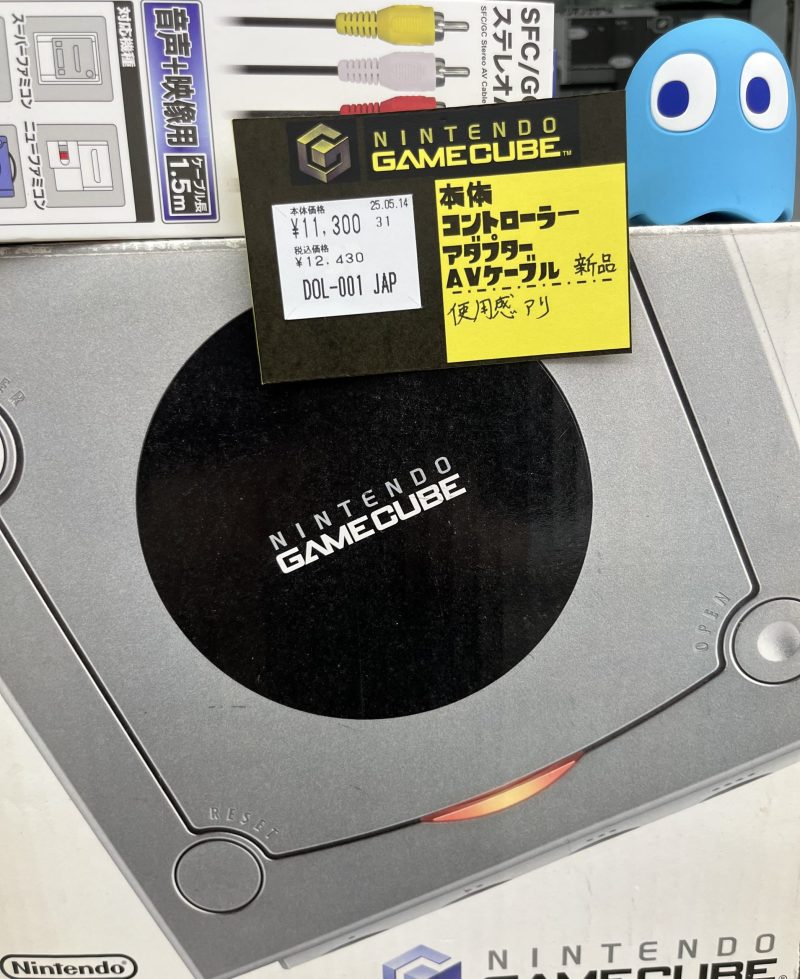 対応機種
スーパーファミコン
ニューファミコン
音声+映像用
ケーブル長
1.5m
SFC/G
ステレオ
SFC/GC Stereo AV Cable
NINTENDO
GAMECUBE™
本体価格
25.05.14
¥11,300
31
税込価格
¥12,430
DOL-001 JAP
本体
コントローラー
アダプター
AVケーブル 新品
使用感アリ
NINTENDO
GAMECUBE
OPEN
RESET
Nintendo®
NINTENDO
GAMECUBE®